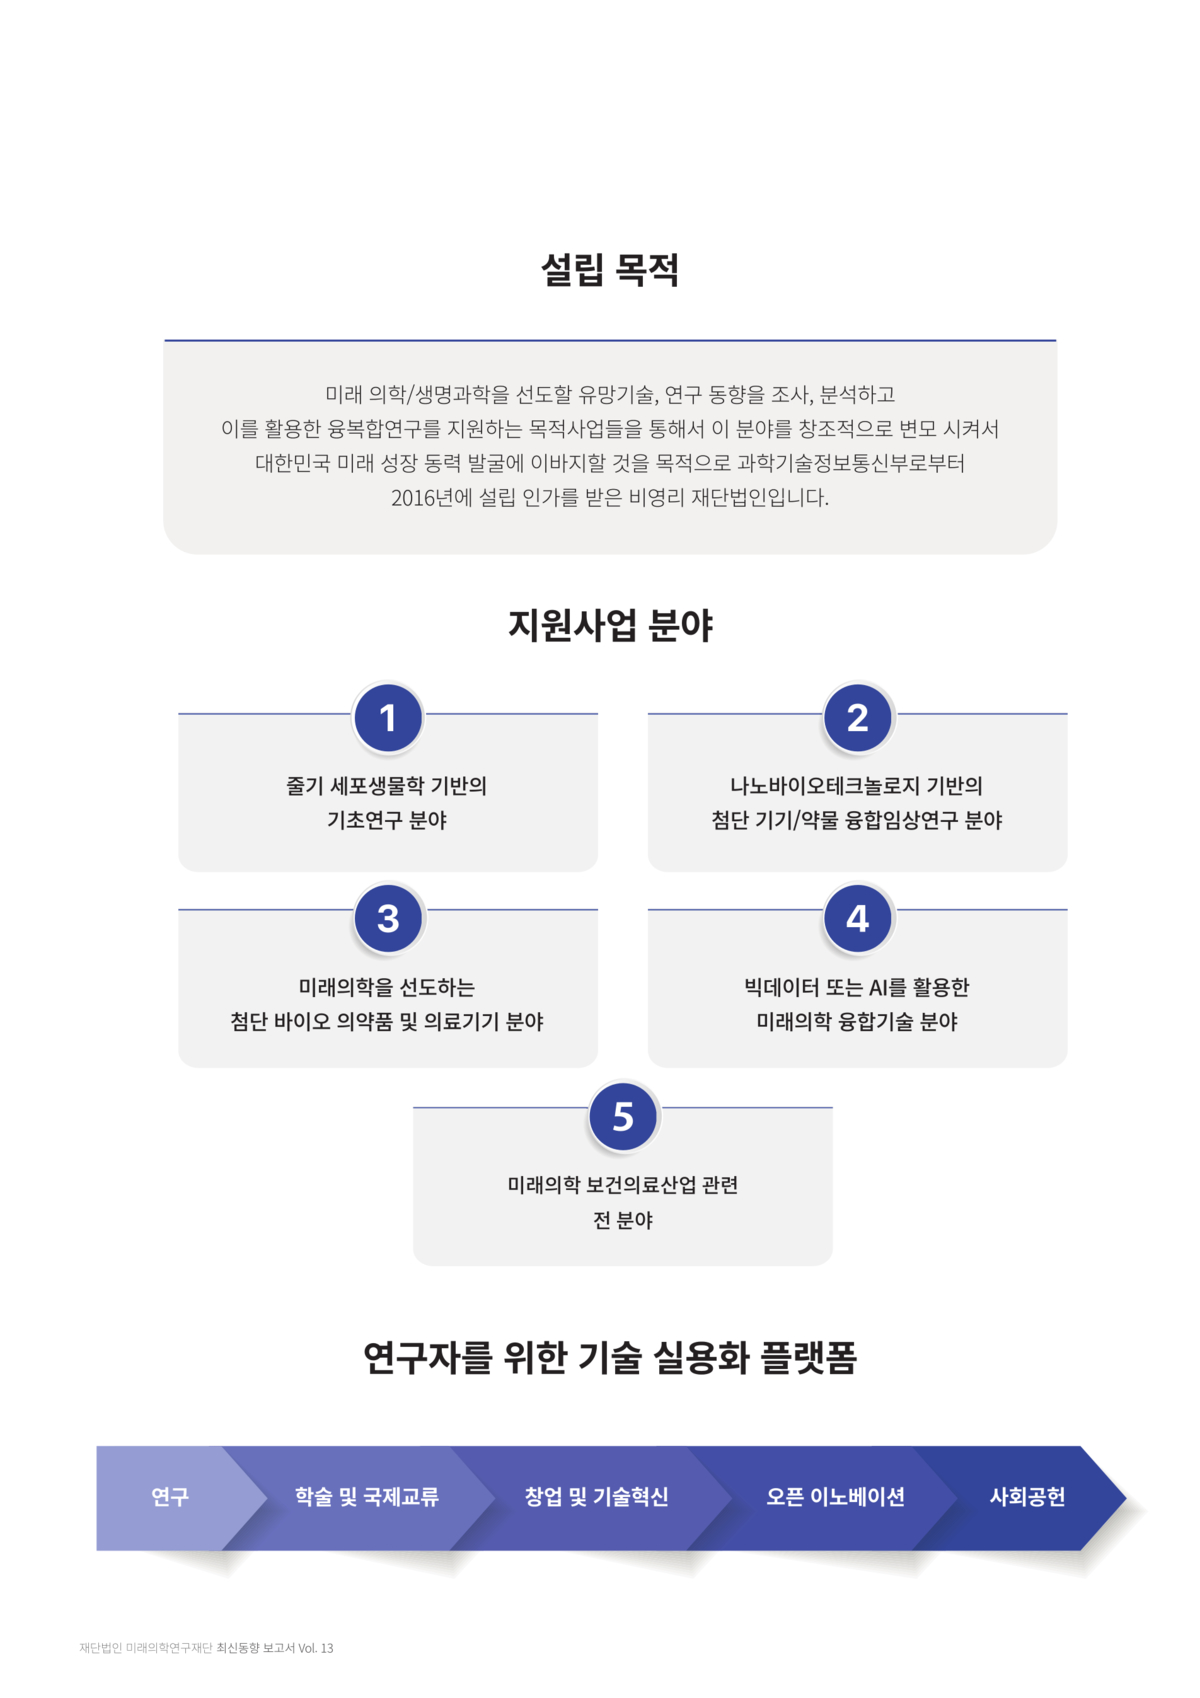 설립 목적
미래 의학/생명과학을 선도할 유망기술, 연구 동향을 조사, 분석하고
이를 활용한 융복합연구를 지원하는 목적사업들을 통해서 이 분야를 창조적으로 변모 시켜서
대한민국 미래 성장 동력 발굴에 이바지할 것을 목적으로 과학기술정보통신부로부터
2016년에 설립 인가를 받은 비영리 재단법인입니다.
지원사업 분야
1
줄기 세포생물학 기반의
기초연구 분야
2
나노바이오테크놀로지 기반의
첨단 기기/약물 융합임상연구 분야
3
미래의학을 선도하는
첨단 바이오 의약품 및 의료기기 분야
4
빅데이터 또는 AI를 활용한
미래의학 융합기술 분야
5
미래의학 보건의료산업 관련
전 분야
연구자를 위한 기술 실용화 플랫폼
연구
학술 및 국제교류
창업 및 기술혁신
오픈 이노베이션
사회공헌
재단법인 미래의학연구재단 최신동향 보고서 Vol. 13